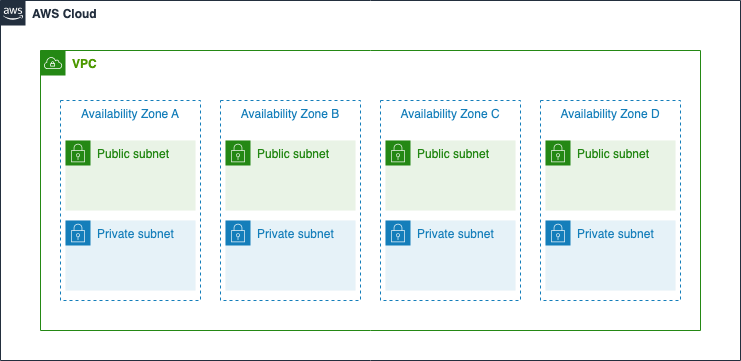 aws
AWS Cloud
VPC
Availability Zone A
Public subnet
Private subnet
Availability Zone B
Public subnet
Private subnet
Availability Zone C
Public subnet
Private subnet
Availability Zone D
Public subnet
Private subnet